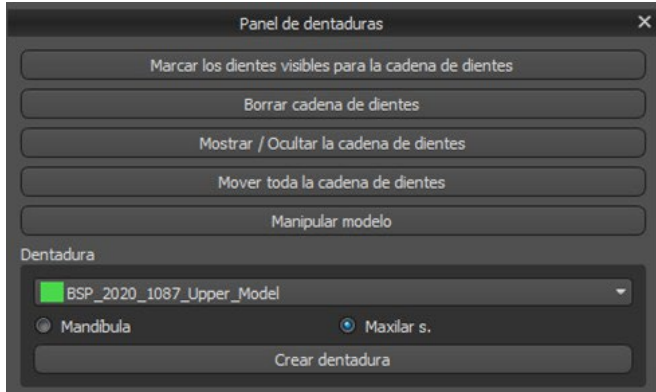 Panel de dentaduras
Marcar los dientes visibles para la cadena de dientes
Borrar cadena de dientes
Mostrar / Ocultar la cadena de dientes
Mover toda la cadena de dientes
Manipular modelo
Dentadura
BSP_2020_1087_Upper_Model
Mandíbula Maxilar s.
Crear dentadura